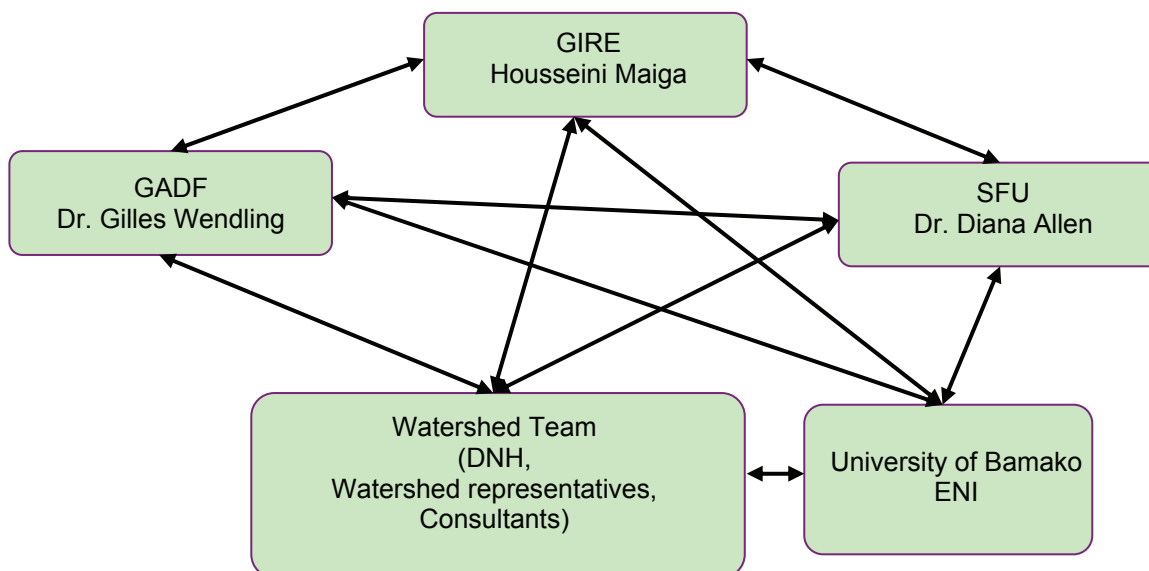 GIRE
Housseini Maiga
GADF
Dr. Gilles Wendling
SFU
Dr. Diana Allen
Watershed Team
(DNH,
Watershed representatives,
Consultants)
University of Bamako
ENI